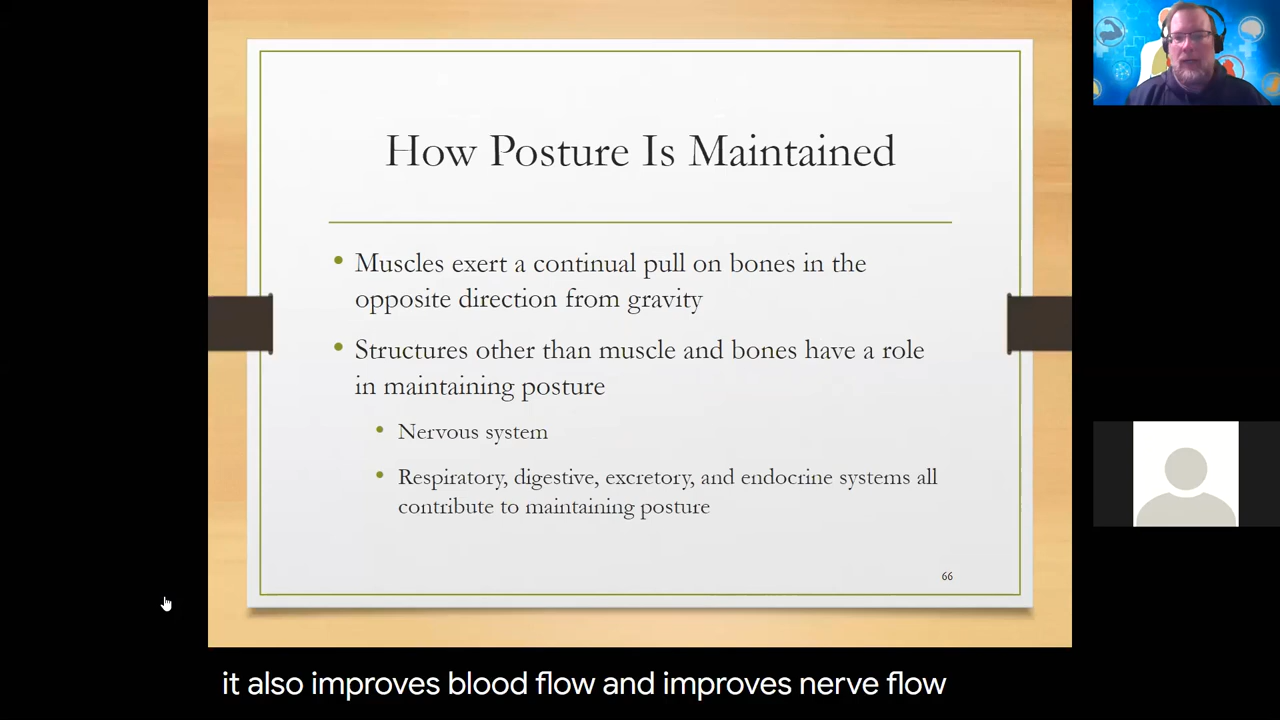 How Posture Is Maintained
• Muscles exert a continual pull on bones in the
opposite direction from gravity
• Structures other than muscle and bones have a role
in maintaining posture
• Nervous system
• Respiratory, digestive, excretory, and endocrine systems all
contribute to maintaining posture
66
it also improves blood flow and improves nerve flow